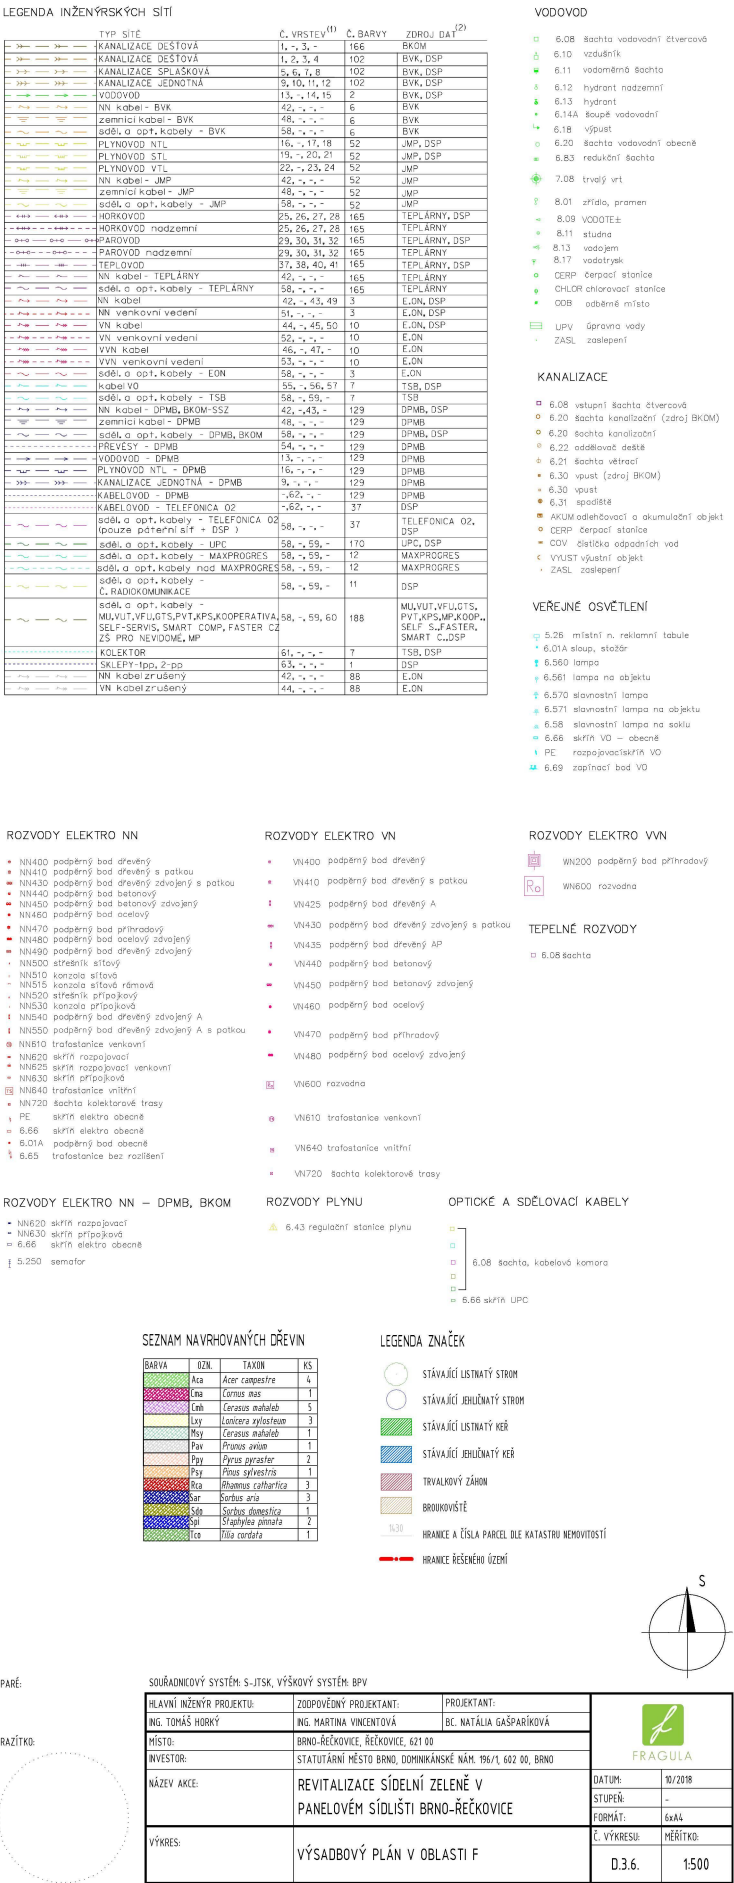 LEGENDA INŽENÝRSKÝCH SÍTÍ
TYP SÍTĚ Č. VRSTEV(1) Č. BARVY ZDROJ DAT(2)
KANALIZACE DEŠŤOVÁ 1, -, 3, - 166 BKOM
KANALIZACE DEŠŤOVÁ 1, 2, 3, 4 102 BVK, DSP
KANALIZACE SPLAŠKOVÁ 5, 6, 7, 8 102 BVK, DSP
KANALIZACE JEDNOTNÁ 9, 10, 11, 12 102 BVK, DSP
VODOVOD 13, -, 14, 15 2 BVK, DSP
NN kabel - BVK 42, -, -, - 6 BVK
zemnící kabel - BVK 48, -, -, - 6 BVK
sděl. a opt. kabely - BVK 58, -, -, - 6 BVK
PLYNOVOD NTL 16, -, 17, 18 52 JMP, DSP
PLYNOVOD STL 19, -, 20, 21 52 JMP, DSP
PLYNOVOD VTL 22, -, 23, 24 52 JMP
NN kabel - JMP 42, -, -, - 52 JMP
zemnící kabel - JMP 48, -, -, - 52 JMP
sděl. a opt. kabely - JMP 58, -, -, - 52 JMP
HORKOVOD 25, 26, 27, 28 165 TEPLÁRNY, DSP
HORKOVOD nadzemní 25, 26, 27, 28 165 TEPLÁRNY
PAROVOD 29, 30, 31, 32 165 TEPLÁRNY, DSP
PAROVOD nadzemní 29, 30, 31, 32 165 TEPLÁRNY
TEPLOVOD 37, 38, 40, 41 165 TEPLÁRNY, DSP
NN kabel - TEPLÁRNY 42, -, -, - 165 TEPLÁRNY
sděl. a opt. kabely - TEPLÁRNY 58, -, -, - 165 TEPLÁRNY
NN kabel 42, -, 43, 49 3 E.ON, DSP
NN venkovní vedení 51, -, -, - 3 E.ON, DSP
VN kabel 44, -, 45, 50 10 E.ON, DSP
VN venkovní vedení 52, -, -, - 10 E.ON
VVN kabel 46, -, 47, - 10 E.ON
VVN venkovní vedení 53, -, -, - 10 E.ON
sděl. a opt. kabely - EON 58, -, -, - 3 E.ON
kabel VO 55, -, 56, 57 7 TSB, DSP
sděl. a opt. kabely - TSB 58, -, 59, - 7 TSB
NN kabel - DPMB, BKOM-SSZ 42, -, 43, - 129 DPMB, DSP
zemnící kabel - DPMB 48, -, -, - 129 DPMB
sděl. a opt. kabely - DPMB, BKOM 58, -, -, - 129 DPMB, DSP
PŘEVĚSY - DPMB 54, -, -, - 129 DPMB
VODOVOD - DPMB 13, -, -, - 129 DPMB
PLYNOVOD NTL - DPMB 16, -, -, - 129 DPMB
KANALIZACE JEDNOTNÁ - DPMB 9, -, -, - 129 DPMB
KABELOVOD - DPMB -, 62, -, - 129 DPMB
KABELOVOD - TELEFONICA O2 -, 62, -, - 37 DSP
sděl. a opt. kabely - TELEFONICA O2 (pouze páteřní síť + DSP ) 58, -, -, - 37 TELEFONICA O2, DSP
sděl. a opt. kabely - UPC 58, -, 59, - 170 UPC, DSP
sděl. a opt. kabely - MAXPROGRES 58, -, 59, - 12 MAXPROGRES
sděl. a opt. kabely nad MAXPROGRES 58, -, 59, - 12 MAXPROGRES
sděl. a opt. kabely -
Č. RADIOKOMUNIKACE 58, -, 59, - 11 DSP
sděl. a opt. kabely -
MU,VUT,VFU,GTS,PVT,KPS,KOOPERATIVA,
SELF-SERVIS, SMART COMP, FASTER CZ
ZŠ PRO NEVIDOMÉ, MP 58, -, 59, 60 188 MU,VUT,VFU,GTS, PVT,KPS,MP,KOOP., SELF S.,FASTER, SMART C.,DSP
KOLEKTOR 61, -, -, - 7 TSB, DSP
SKLEPY-1pp, 2-pp 63, -, -, - 1 DSP
NN kabel zrušený 42, -, -, - 88 E.ON
VN kabel zrušený 44, -, -, - 88 E.ON
VODOVOD
6.08 šachta vodovodní čtvercová
6.10 vzdušník
6.11 vodoměrná šachta
6.12 hydrant nadzemní
6.13 hydrant
6.14A šoupě vodovodní
6.18 výpust
6.20 šachta vodovodní obecně
6.83 redukční šachta
7.08 trvalý vrt
8.01 zřídlo, pramen
8.09 VODOTE±
8.11 studna
8.13 vodojem
8.17 vodotrysk
CERP čerpací stanice
CHLOR chlorovací stanice
ODB odběrné místo
UPV úpravna vody
ZASL zaslepení
KANALIZACE
6.08 vstupní šachta čtvercová
6.20 šachta kanalizační (zdroj BKOM)
6.20 šachta kanalizační
6.22 oddělovač deště
6.21 šachta větrací
6.30 vpust (zdroj BKOM)
6.30 vpust
6.31 spadiště
AKUM odlehčovací a akumulační objekt
CERP čerpací stanice
COV čistička odpadních vod
VYUST výustní objekt
ZASL zaslepení
VEŘEJNÉ OSVĚTLENÍ
5.26 místní n. reklamní tabule
6.01A sloup, stožár
6.560 lampa
6.561 lampa na objektu
6.570 slavnostní lampa
6.571 slavnostní lampa na objektu
6.58 slavnostní lampa na soklu
6.66 skříň VO - obecně
PE rozpojovacískříň VO
6.69 zapínací bod VO
ROZVODY ELEKTRO NN
NN400 podpěrný bod dřevěný
NN410 podpěrný bod dřevěný s patkou
NN430 podpěrný bod dřevěný zdvojený s patkou
NN440 podpěrný bod betonový
NN450 podpěrný bod betonový zdvojený
NN460 podpěrný bod ocelový
NN470 podpěrný bod příhradový
NN480 podpěrný bod ocelový zdvojený
NN490 podpěrný bod dřevěný zdvojený
NN500 střešník síťový
NN510 konzola síťová
NN515 konzola síťová rámová
NN520 střešník přípojkový
NN530 konzola přípojková
NN540 podpěrný bod dřevěný zdvojený A
NN550 podpěrný bod dřevěný zdvojený A s patkou
NN610 trafostanice venkovní
NN620 skříň rozpojovací
NN625 skříň rozpojovací venkovní
NN630 skříň přípojková
NN640 trafostanice vnitřní
NN720 šachta kolektorové trasy
PE skříň elektro obecně
6.66 skříň elektro obecně
6.01A podpěrný bod obecně
6.65 trafostanice bez rozlišení
ROZVODY ELEKTRO VN
VN400 podpěrný bod dřevěný
VN410 podpěrný bod dřevěný s patkou
VN425 podpěrný bod dřevěný A
VN430 podpěrný bod dřevěný zdvojený s patkou
VN435 podpěrný bod dřevěný AP
VN440 podpěrný bod betonový
VN450 podpěrný bod betonový zdvojený
VN460 podpěrný bod ocelový
VN470 podpěrný bod příhradový
VN480 podpěrný bod ocelový zdvojený
VN600 rozvodna
VN610 trafostanice venkovní
VN640 trafostanice vnitřní
VN720 šachta kolektorové trasy
ROZVODY ELEKTRO VVN
WN200 podpěrný bod příhradový
Ro WN600 rozvodna
TEPELNÉ ROZVODY
6.08 šachta
ROZVODY ELEKTRO NN - DPMB, BKOM
NN620 skříň rozpojovací
NN630 skříň přípojková
6.66 skříň elektro obecně
5.250 semafor
ROZVODY PLYNU
6.43 regulační stanice plynu
OPTICKÉ A SDĚLOVACÍ KABELY
6.08 šachta, kabelová komora
6.66 skříň UPC
SEZNAM NAVRHOVANÝCH DŘEVIN
BARVA OZN. TAXON KS
Aca Acer campestre 4
Cma Cornus mas 1
Cmh Cerasus mahaleb 5
Lxy Lonicera xylosteum 3
Msy Cerasus mahaleb 1
Pav Prunus avium 1
Ppy Pyrus pyraster 2
Psy Pinus sylvestris 1
Rca Rhamnus cathartica 3
Sar Sorbus aria 3
Sdo Sorbus domestica 1
Spi Staphylea pinnata 2
Tco Tilia cordata 1
LEGENDA ZNAČEK
STÁVAJÍCÍ LISTNATÝ STROM
STÁVAJÍCÍ JEHLIČNATÝ STROM
STÁVAJÍCÍ LISTNATÝ KEŘ
STÁVAJÍCÍ JEHLIČNATÝ KEŘ
TRVALKOVÝ ZÁHON
BROUKOVIŠTĚ
1430 HRANICE A ČÍSLA PARCEL DLE KATASTRU NEMOVITOSTÍ
HRANICE ŘEŠENÉHO ÚZEMÍ
S
PARÉ:
RAZÍTKO:
SOUŘADNICOVÝ SYSTÉM: S-JTSK, VÝŠKOVÝ SYSTÉM: BPV
HLAVNÍ INŽENÝR PROJEKTU: ZODPOVĚDNÝ PROJEKTANT: PROJEKTANT:
ING. TOMÁŠ HORKÝ ING. MARTINA VINCENTOVÁ BC. NATÁLIA GAŠPARÍKOVÁ
MÍSTO: BRNO-ŘEČKOVICE, ŘEČKOVICE, 621 00
INVESTOR: STATUTÁRNÍ MĚSTO BRNO, DOMINIKÁNSKÉ NÁM. 196/1, 602 00, BRNO
NÁZEV AKCE: REVITALIZACE SÍDELNÍ ZELENĚ V
PANELOVÉM SÍDLIŠTI BRNO-ŘEČKOVICE
VÝKRES: VÝSADBOVÝ PLÁN V OBLASTI F
FRAGULA
DATUM: 10/2018
STUPEŇ: -
FORMÁT: 6xA4
Č. VÝKRESU: MĚŘÍTKO:
D.3.6. 1:500